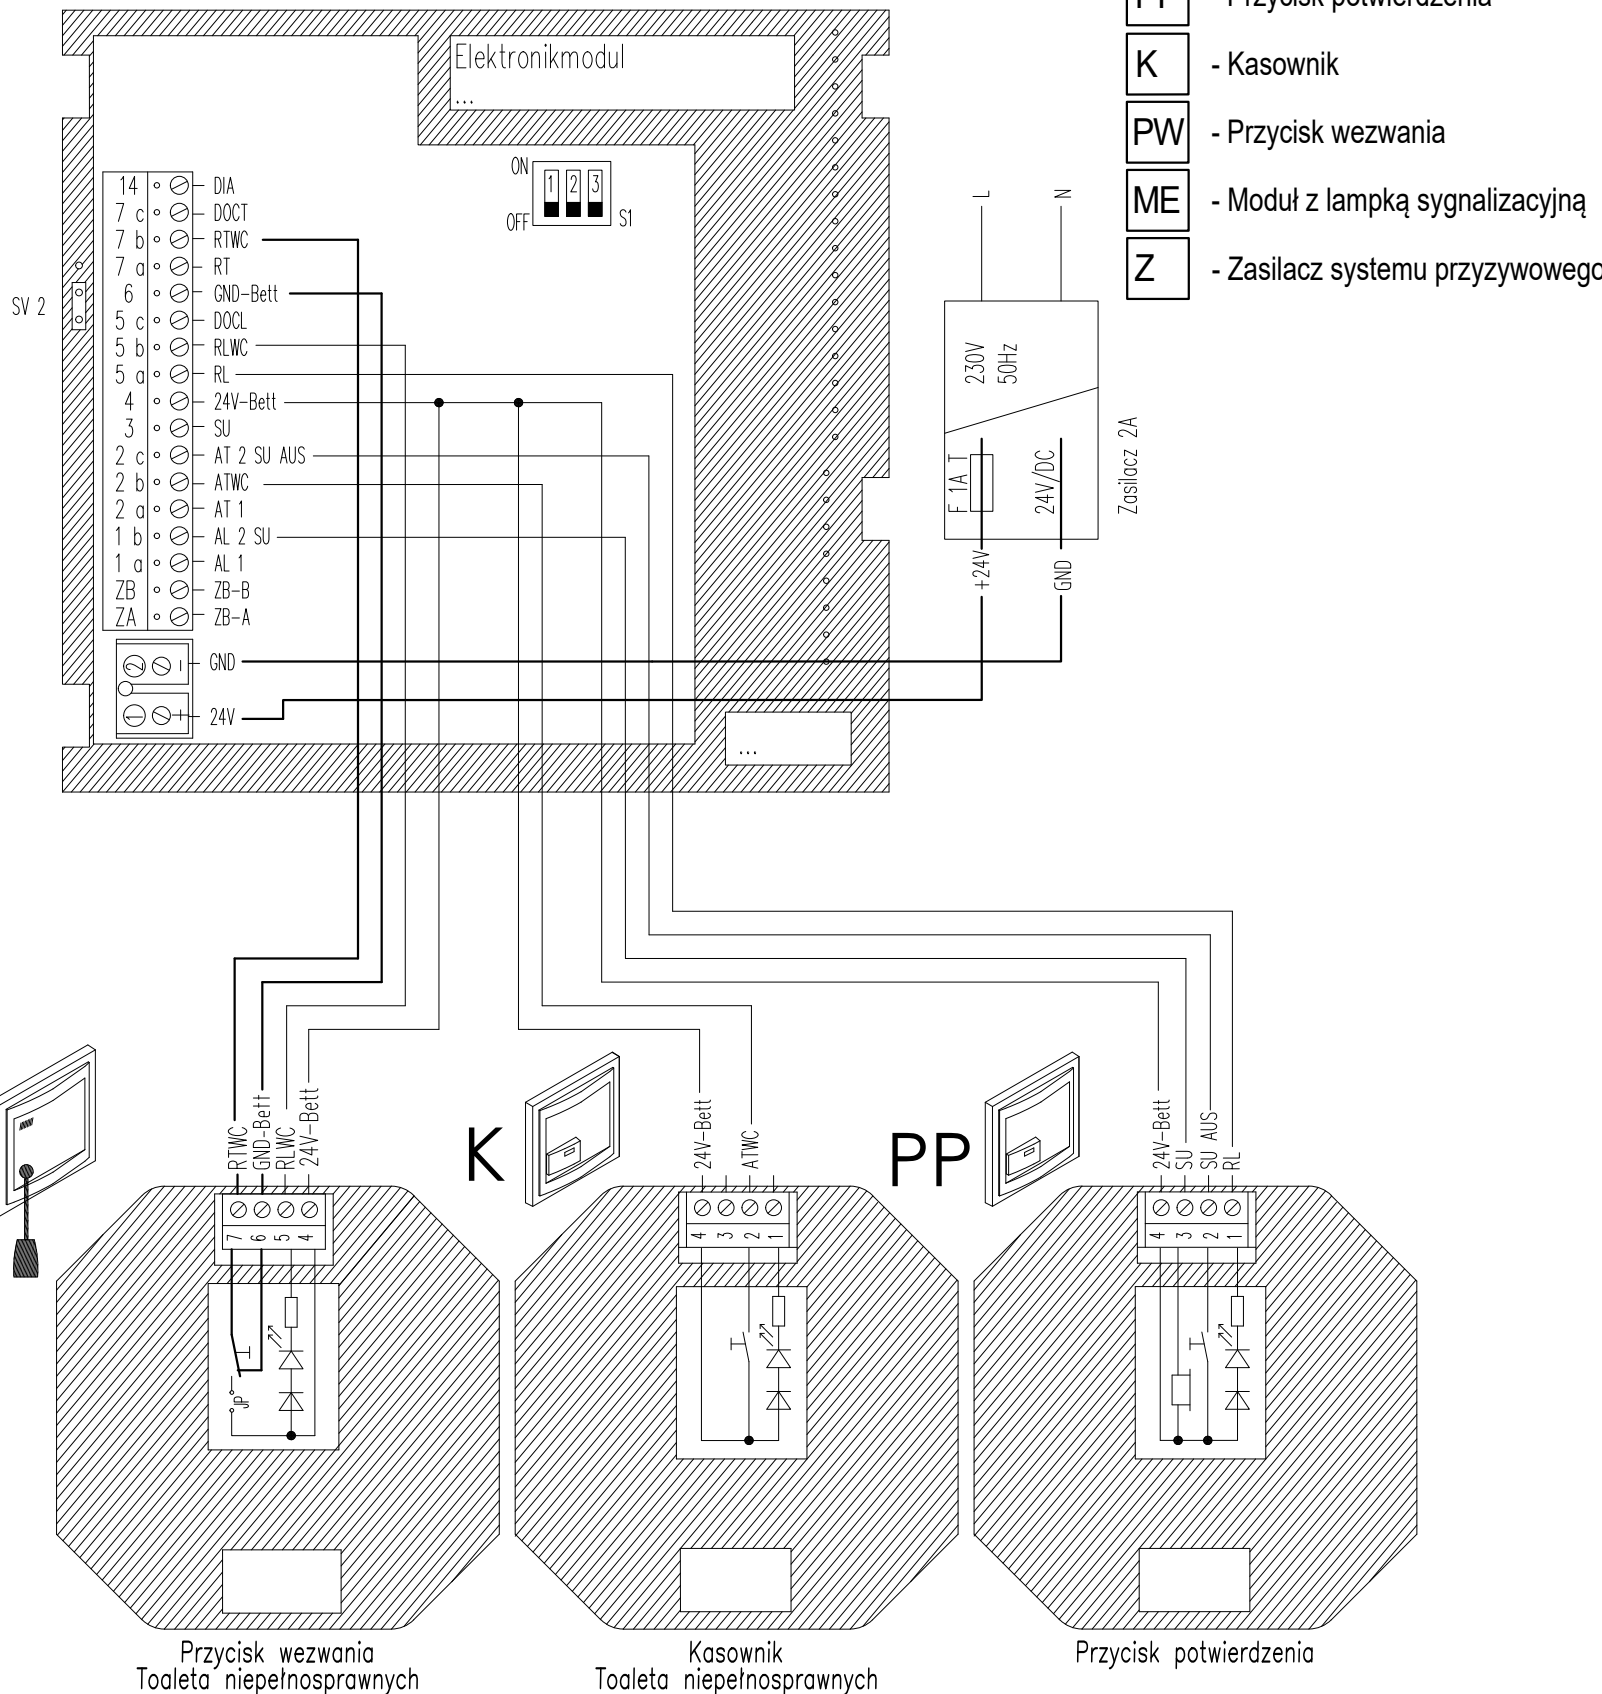 Elektronikmodul
...
- Przycisk potwierdzenia
K - Kasownik
PW - Przycisk wezwania
ME - Moduł z lampką sygnalizacyjną
Z - Zasilacz systemu przyzywowego
ON
1 2 3
OFF S1
SV 2
14 DIA
7 c DOCT
7 b RTWC
7 a RT
6 GND-Bett
5 c DOCL
5 b RLWC
5 a RL
4 24V-Bett
3 SU
2 c AT 2 SU AUS
2 b ATWC
2 a AT 1
1 b AL 2 SU
1 a AL 1
ZB ZB-B
ZA ZB-A
2 - GND
1 + 24V
...
L
N
230V
50Hz
F 1A T
24V/DC
Zasilacz 2A
+24V
GND
RTWC
GND-Bett
RLWC
24V-Bett
7 6 5 4
JP
Przycisk wezwania
Toaleta niepełnosprawnych
K
24V-Bett
ATWC
4 3 2 1
Kasownik
Toaleta niepełnosprawnych
PP
24V-Bett
SU
SU AUS
RL
4 3 2 1
Przycisk potwierdzenia